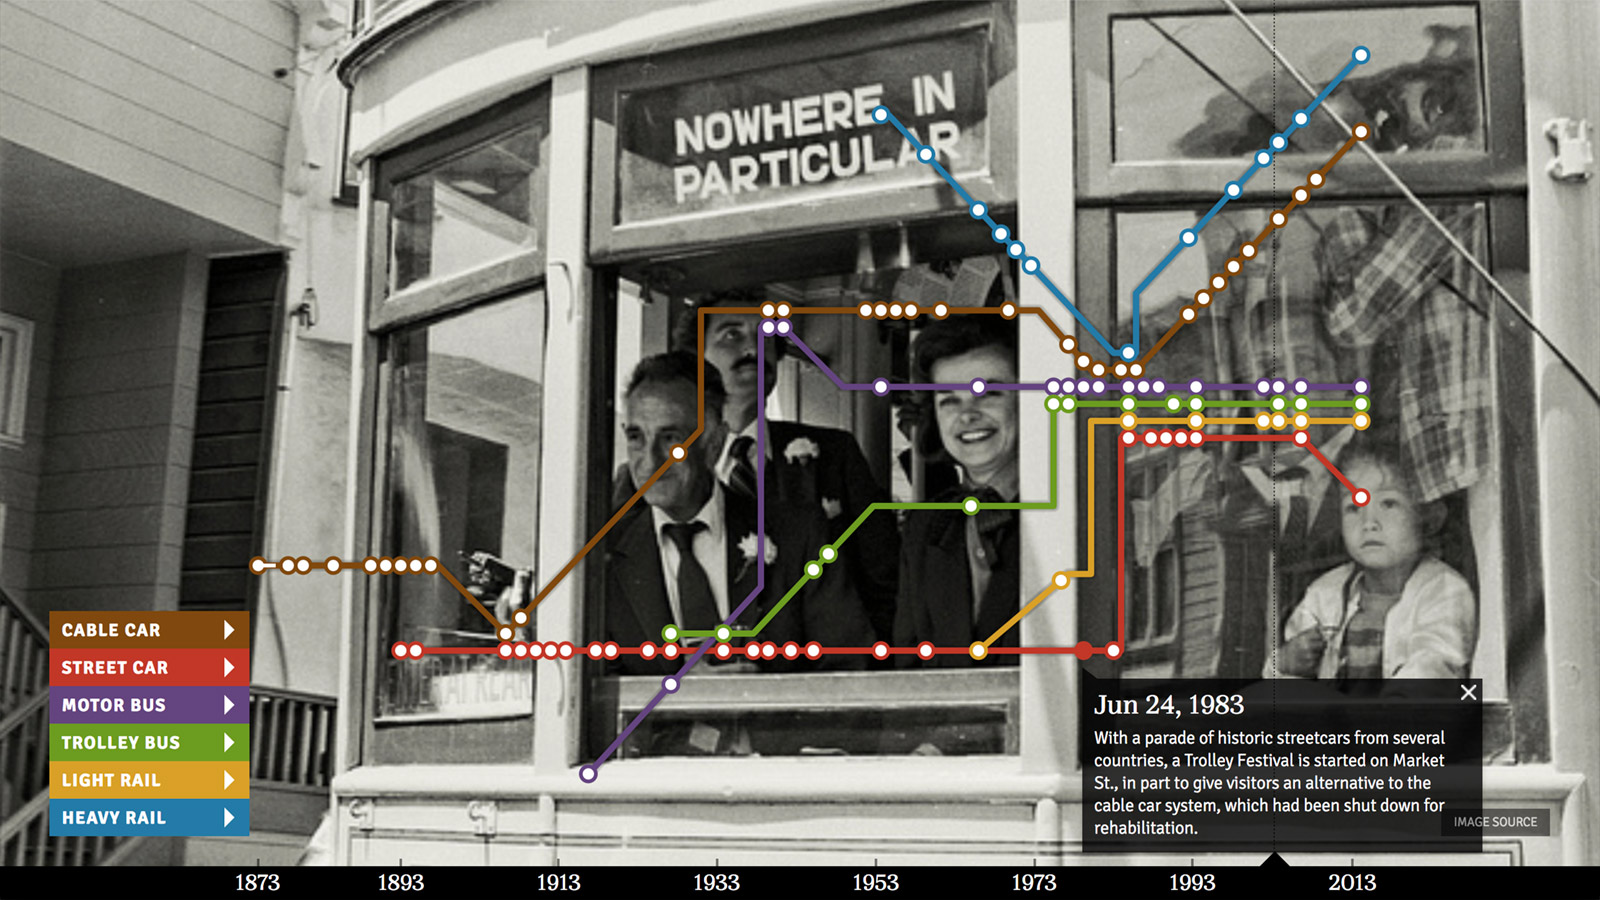 NOWHERE IN
PARTICULAR
CABLE CAR
STREET CAR
MOTOR BUS
TROLLEY BUS
LIGHT RAIL
HEAVY RAIL
Jun 24, 1983
With a parade of historic streetcars from several
countries, a Trolley Festival is started on Market
St., in part to give visitors an alternative to the
cable car system, which had been shut down for
rehabilitation.
IMAGE SOURCE
1873 1893 1913 1933 1953 1973 1993 2013